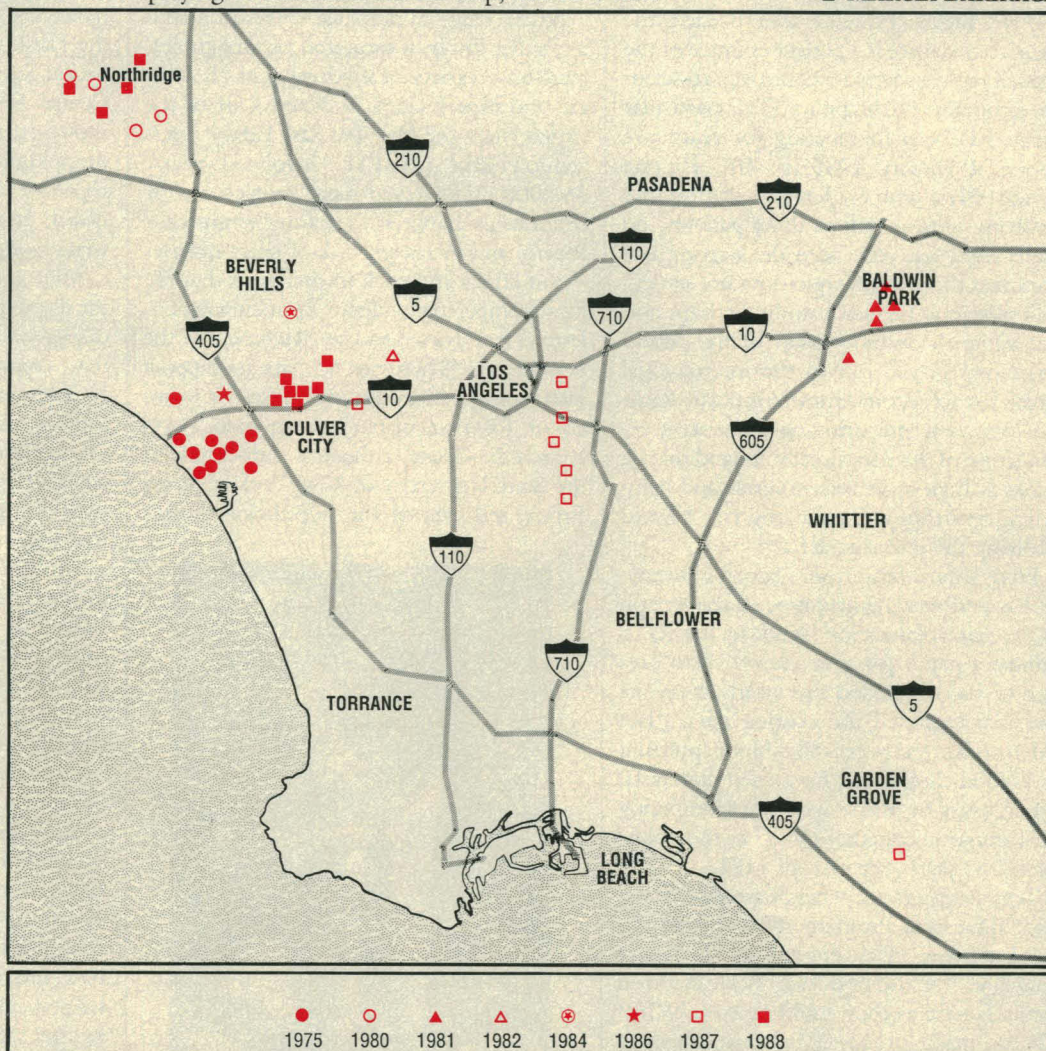 Northridge
210
PASADENA
210
110
BEVERLY
HILLS
BALDWIN
PARK
5
710
405
10
LOS
ANGELES
10
CULVER
CITY
605
WHITTIER
110
BELLFLOWER
710
TORRANCE
5
GARDEN
GROVE
405
LONG
BEACH
1975 1980 1981 1982 1984 1986 1987 1988